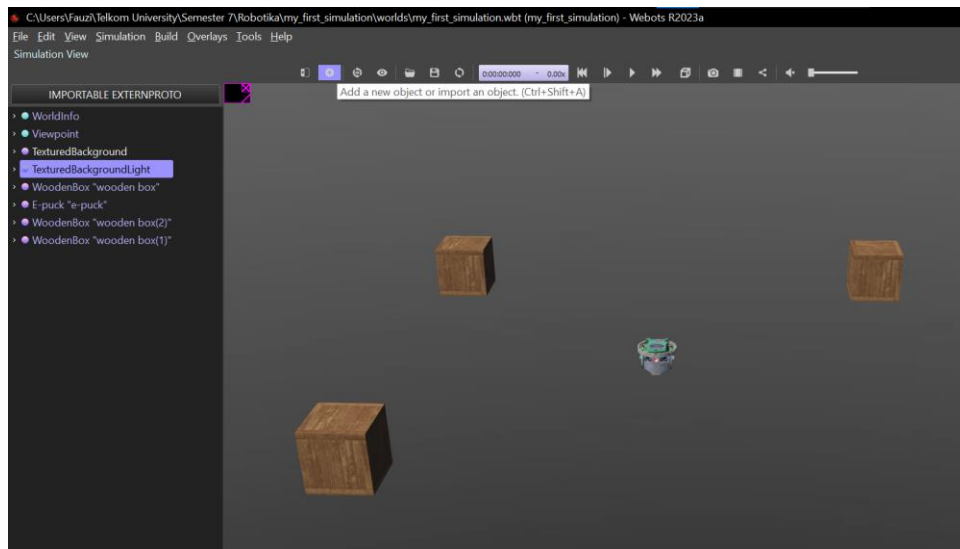 C:\Users\Fauzi\Telkom University\Semester 7\Robotika\my_first_simulation\worlds\my_first_simulation.wbt (my_first_simulation) - Webots R2023a
File Edit View Simulation Build Overlays Tools Help
Simulation View
0:00:00:000 - 0.00x
IMPORTABLE EXTERNPROTO
Add a new object or import an object. (Ctrl+Shift+A)
WorldInfo
Viewpoint
TexturedBackground
TexturedBackgroundLight
WoodenBox "wooden box"
E-puck "e-puck"
WoodenBox "wooden box(2)"
WoodenBox "wooden box(1)"